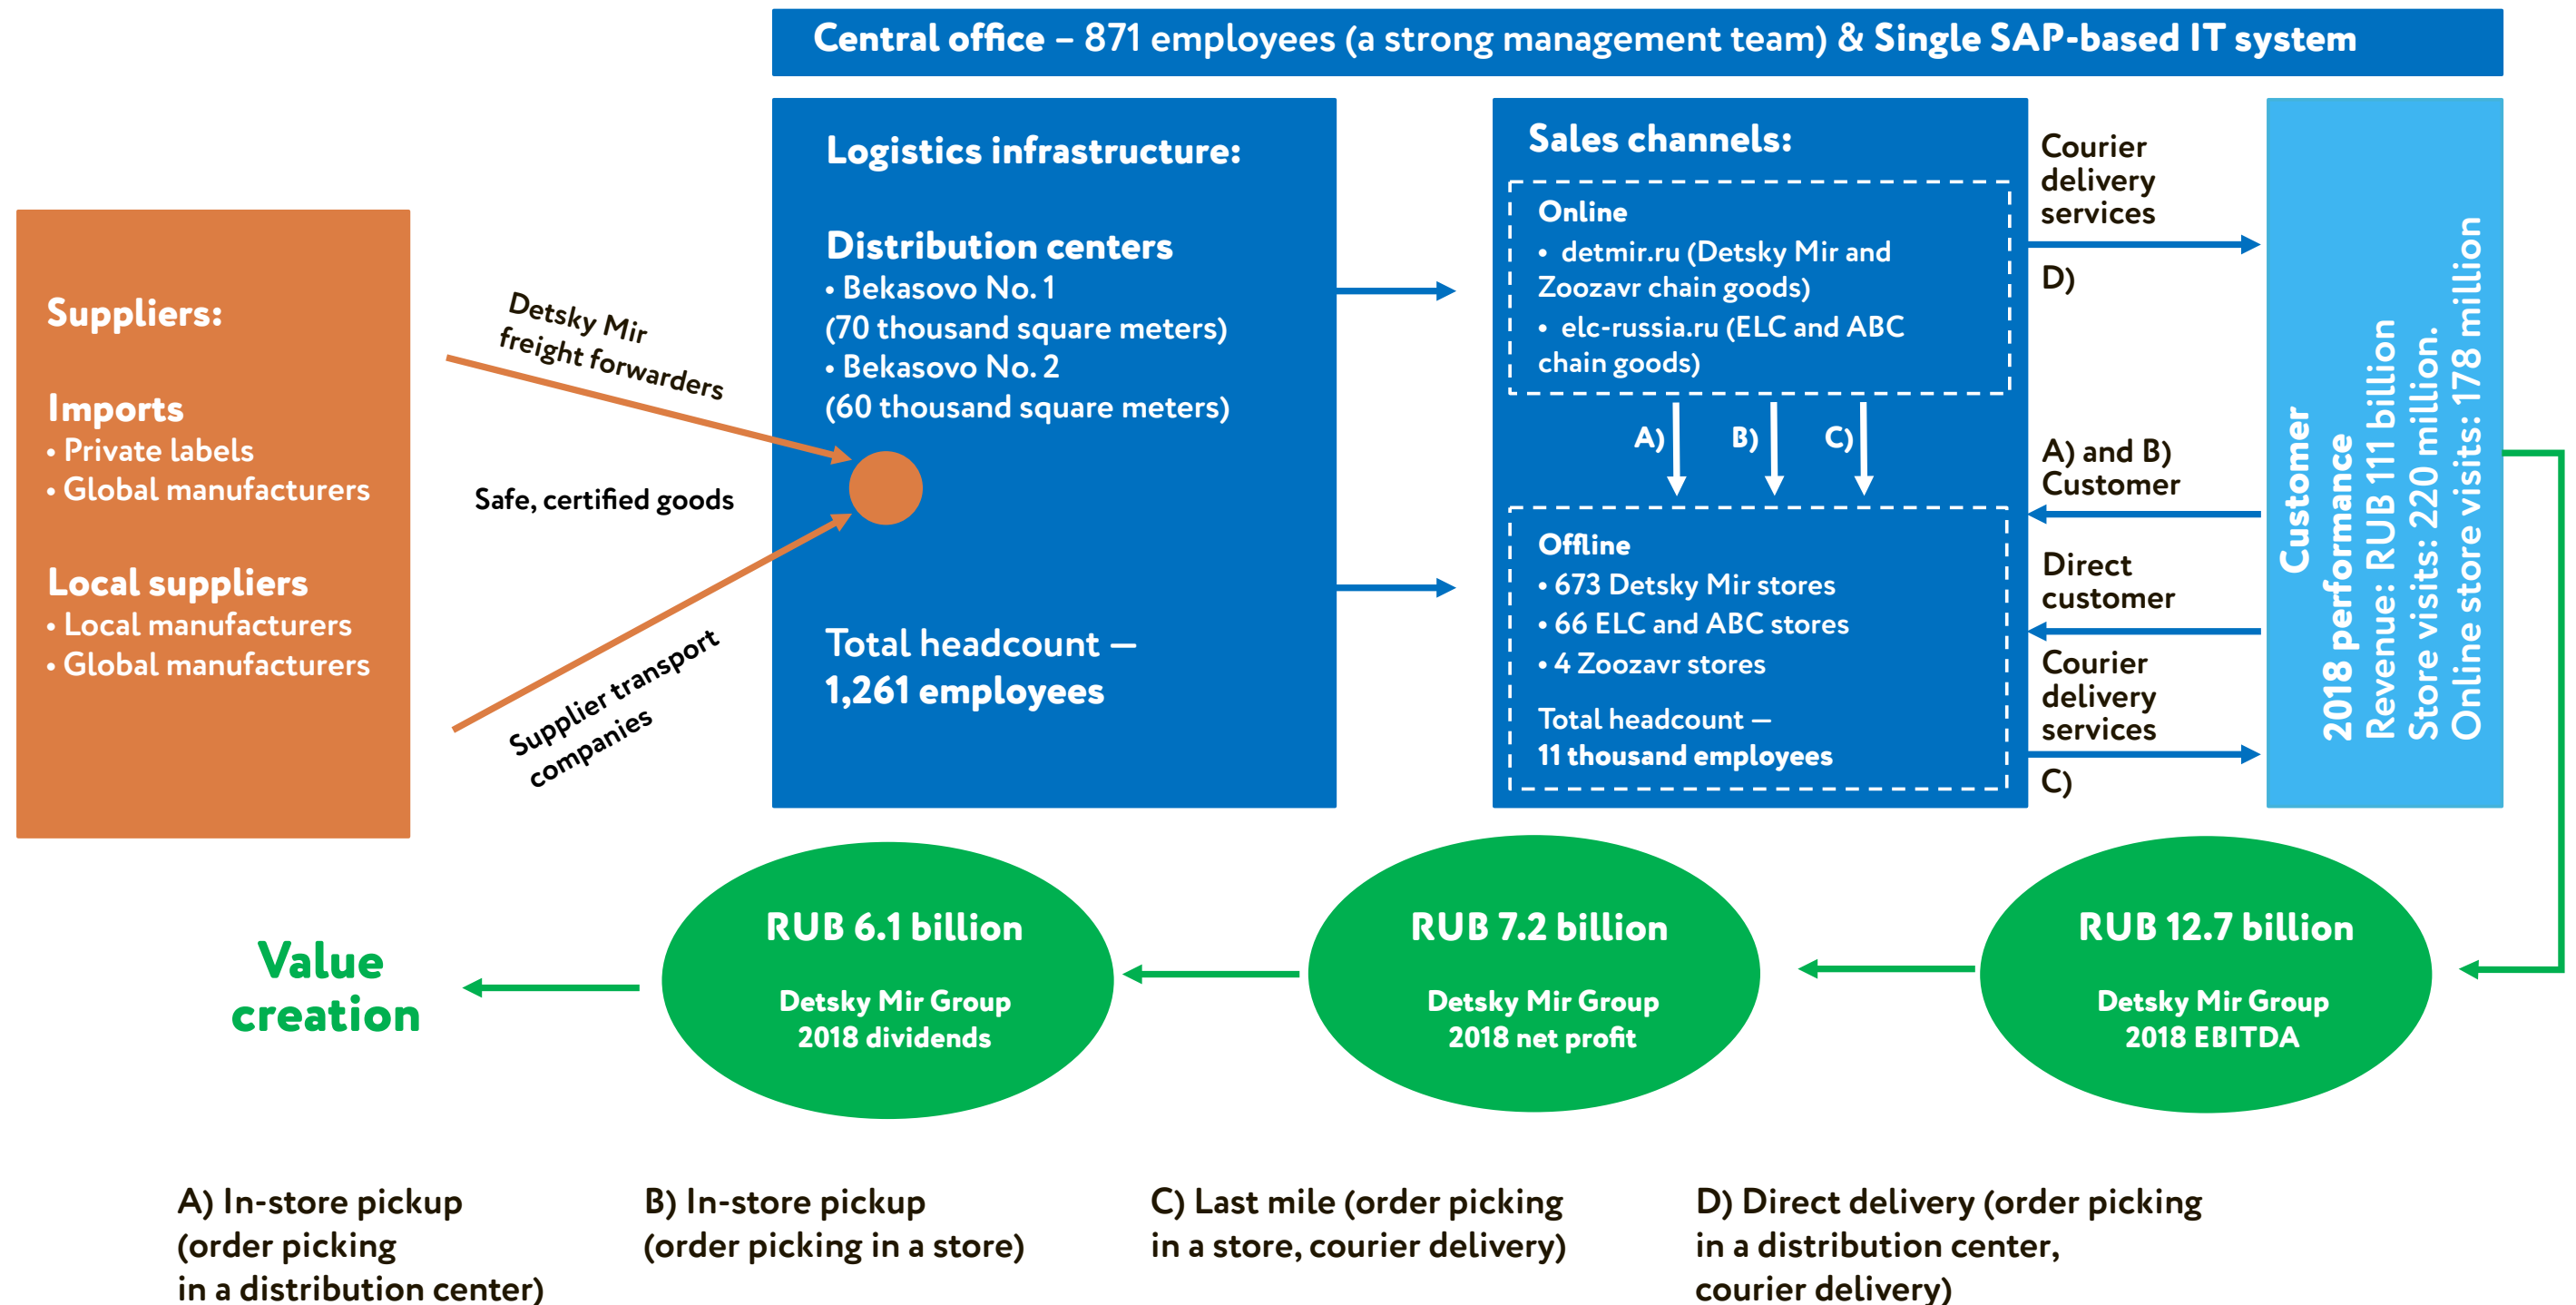 Central office – 871 employees (a strong management team) & Single SAP-based IT system
Suppliers:
Imports
• Private labels
• Global manufacturers
Local suppliers
• Local manufacturers
• Global manufacturers
Detsky Mir
freight forwarders
Safe, certified goods
Supplier transport
companies
Logistics infrastructure:
Distribution centers
• Bekasovo No. 1
(70 thousand square meters)
• Bekasovo No. 2
(60 thousand square meters)
Total headcount —
1,261 employees
Sales channels:
Online
• detmir.ru (Detsky Mir and
Zoozavr chain goods)
• elc-russia.ru (ELC and ABC
chain goods)
A)
B)
C)
Offline
• 673 Detsky Mir stores
• 66 ELC and ABC stores
• 4 Zoozavr stores
Total headcount —
11 thousand employees
Courier
delivery
services
D)
A) and B)
Customer
Direct
customer
Courier
delivery
services
C)
Customer
2018 performance
Revenue: RUB 111 billion
Store visits: 220 million.
Online store visits: 178 million
Value
creation
RUB 6.1 billion
Detsky Mir Group
2018 dividends
RUB 7.2 billion
Detsky Mir Group
2018 net profit
RUB 12.7 billion
Detsky Mir Group
2018 EBITDA
A) In-store pickup
(order picking
in a distribution center)
B) In-store pickup
(order picking in a store)
C) Last mile (order picking
in a store, courier delivery)
D) Direct delivery (order picking
in a distribution center,
courier delivery)